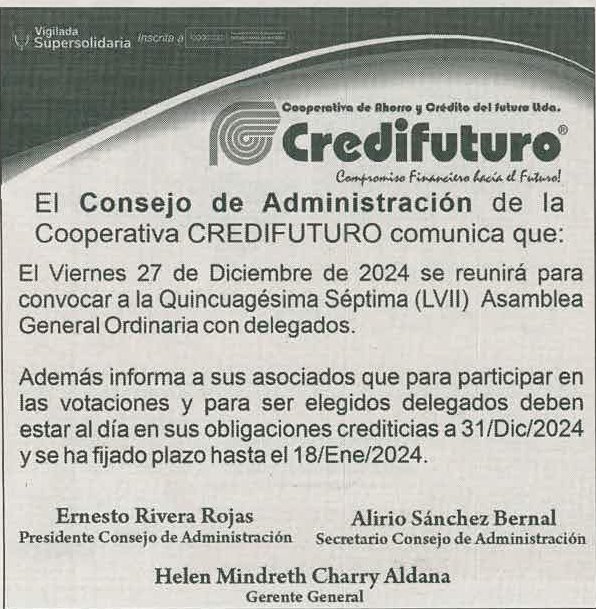 Vigilada
Supersolidaria Inscrita a
Cooperativa de Ahorro y Crédito del futuro Ltda.
Credifuturo®
Compromiso Financiero hacia el Futuro!
El Consejo de Administración de la
Cooperativa CREDIFUTURO comunica que:
El Viernes 27 de Diciembre de 2024 se reunirá para
convocar a la Quincuagésima Séptima (LVII) Asamblea
General Ordinaria con delegados.
Además informa a sus asociados que para participar en
las votaciones y para ser elegidos delegados deben
estar al día en sus obligaciones crediticias a 31/Dic/2024
y se ha fijado plazo hasta el 18/Ene/2024.
Ernesto Rivera Rojas
Presidente Consejo de Administración
Alirio Sánchez Bernal
Secretario Consejo de Administración
Helen Mindreth Charry Aldana
Gerente General